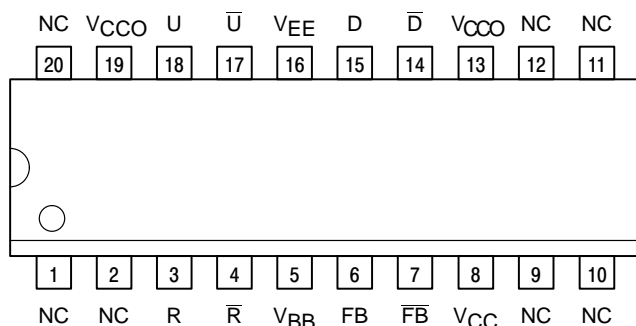 NC VCCO U U̅ VEE D D̅ VCCO NC NC
20 19 18 17 16 15 14 13 12 11
1 2 3 4 5 6 7 8 9 10
NC NC R R̅ VBB FB F̅B̅ VCC NC NC